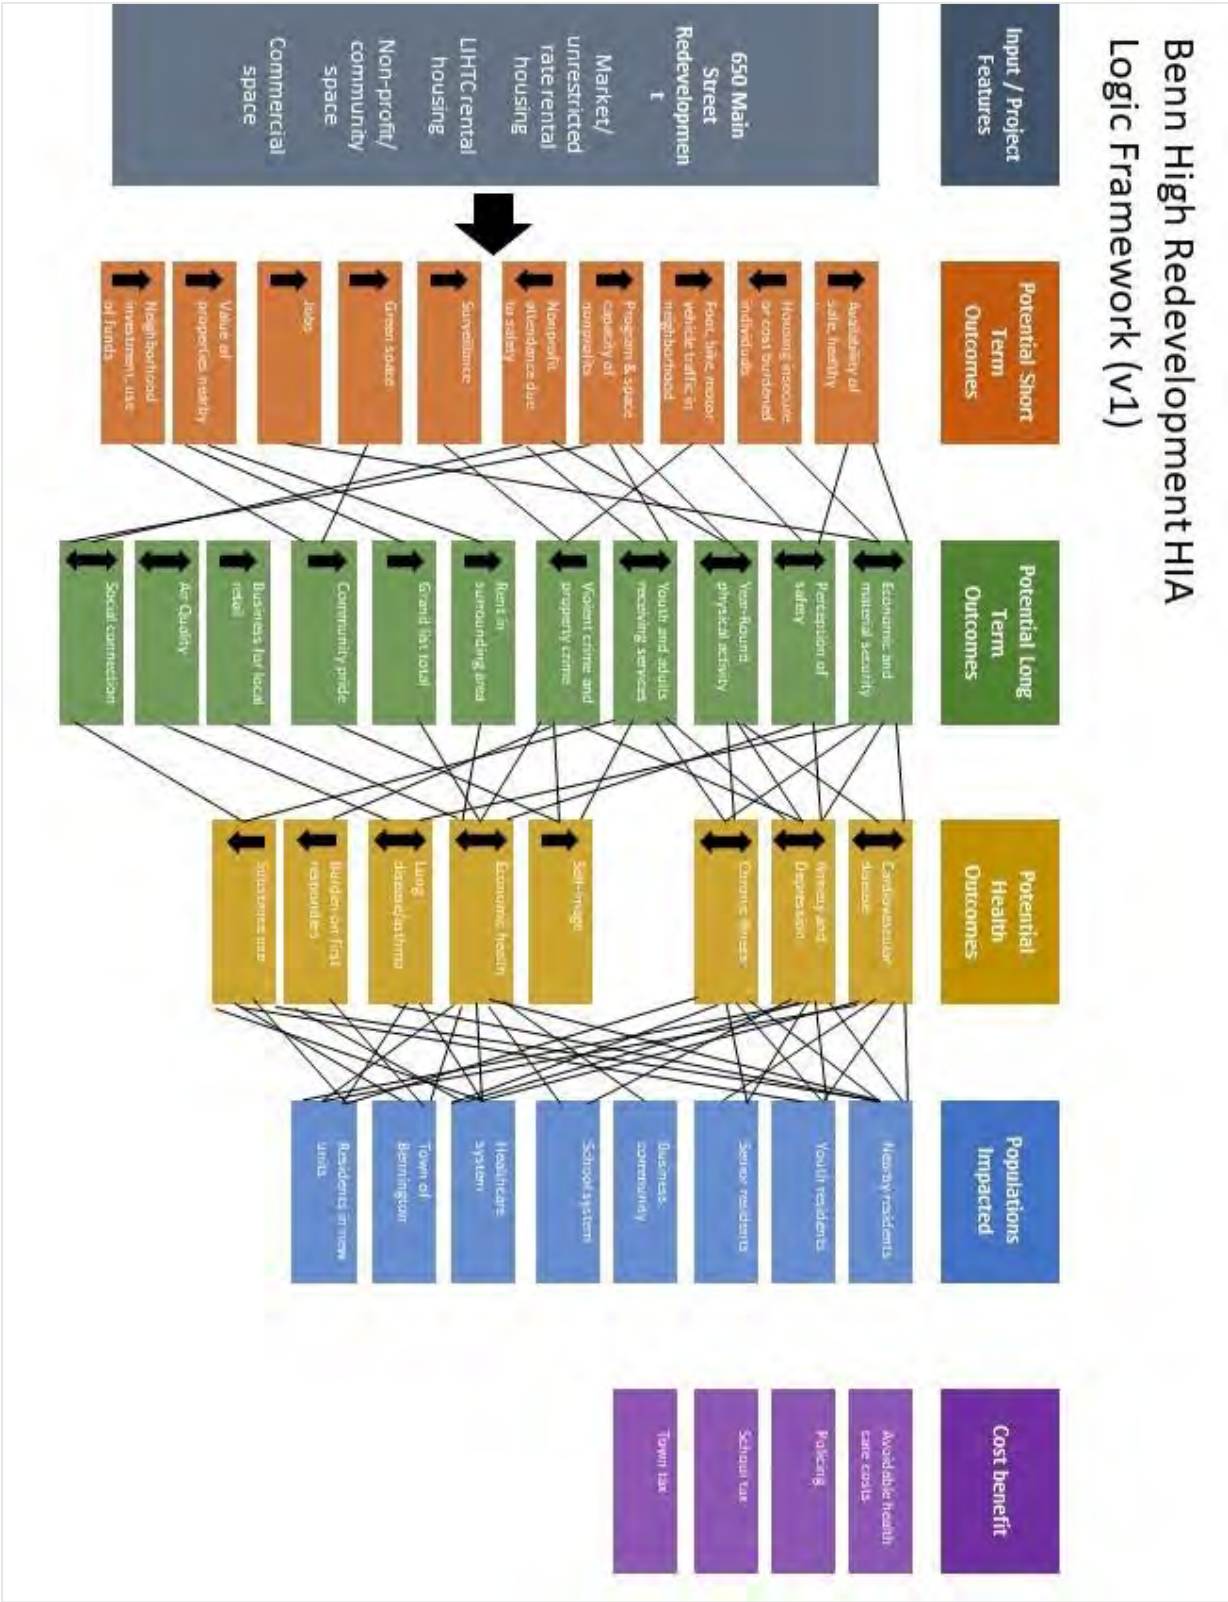 Benn High Redevelopment HIA
Logic Framework (v1)
Input / Project
Features
650 Main
Street
Redevelopmen
t
Market/
unrestricted
rate rental
housing
LIHTC rental
housing
Non-profit/
community
space
Commercial
space
Potential Short
Term
Outcomes
Availability of
safe, healthy
Housing insecure
or cost burdened
individuals
Foot, bike, motor
vehicle traffic in
neighborhood
Program & space
capacity of
nonprofits
Nonprofit
attendance due
to safety
Surveillance
Green space
Jobs
Value of
properties nearby
Neighborhood
investment, use
of funds
Potential Long
Term
Outcomes
Economic and
material security
Perception of
safety
Year-Round
physical activity
Youth and adults
receiving services
Violent crime and
property crime
Rent in
surrounding area
Grand list total
Community pride
Business for local
retail
Air Quality
Social connection
Potential
Health
Outcomes
Cardiovascular
disease
Anxiety and
Depression
Chronic illness
Self-image
Economic health
Lung
disease/asthma
Burden on first
responders
Substance use
Populations
Impacted
Nearby residents
Youth residents
Senior residents
Business
community
School system
Healthcare
system
Town of
Bennington
Residents in new
units
Cost benefit
Avoidable health
care costs
Policing
School tax
Town tax